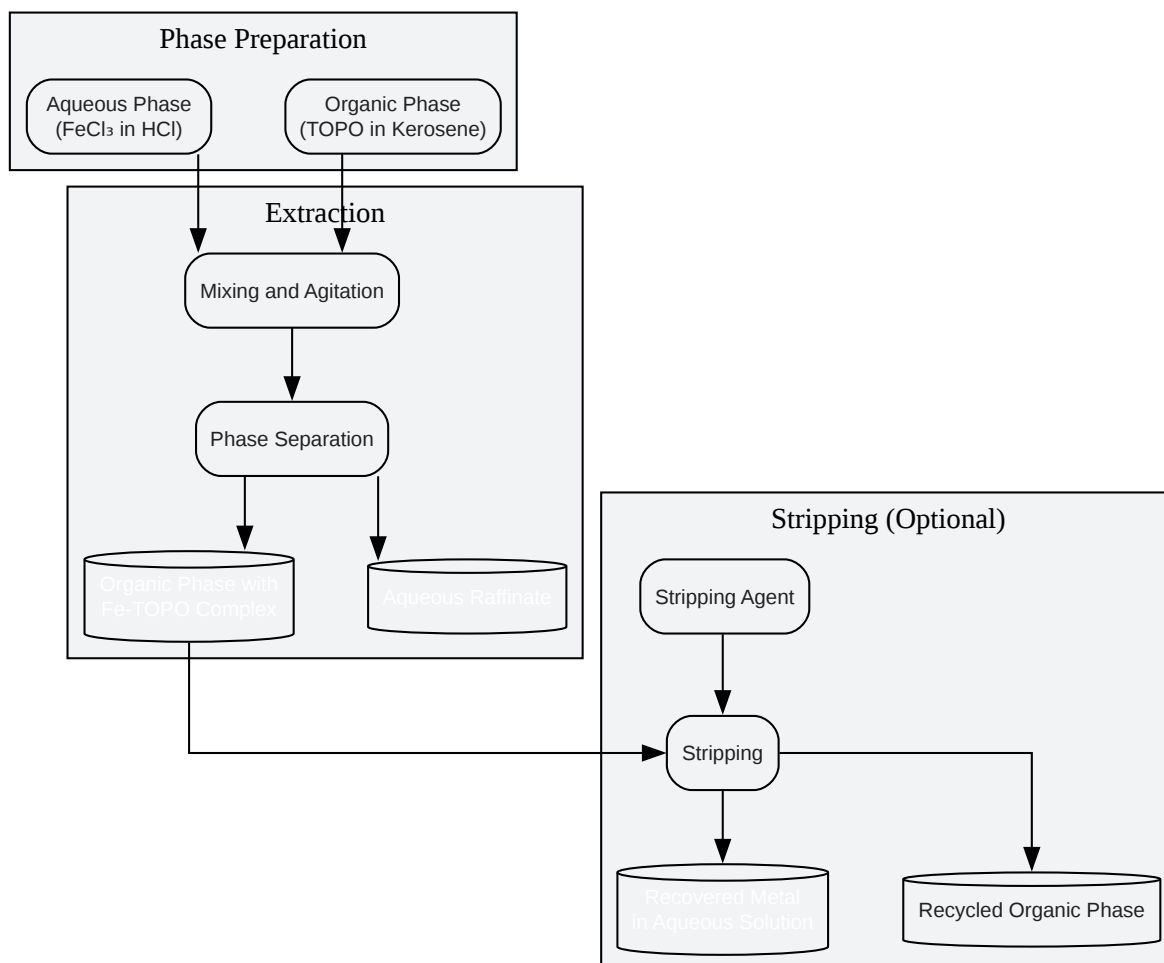 Phase Preparation
Aqueous Phase
(FeCl₃ in HCl)
Organic Phase
(TOPO in Kerosene)
Extraction
Mixing and Agitation
Phase Separation
Organic Phase with
Fe-TOPO Complex
Aqueous Raffinate
Stripping (Optional)
Stripping Agent
Stripping
Recovered Metal
in Aqueous Solution
Recycled Organic Phase